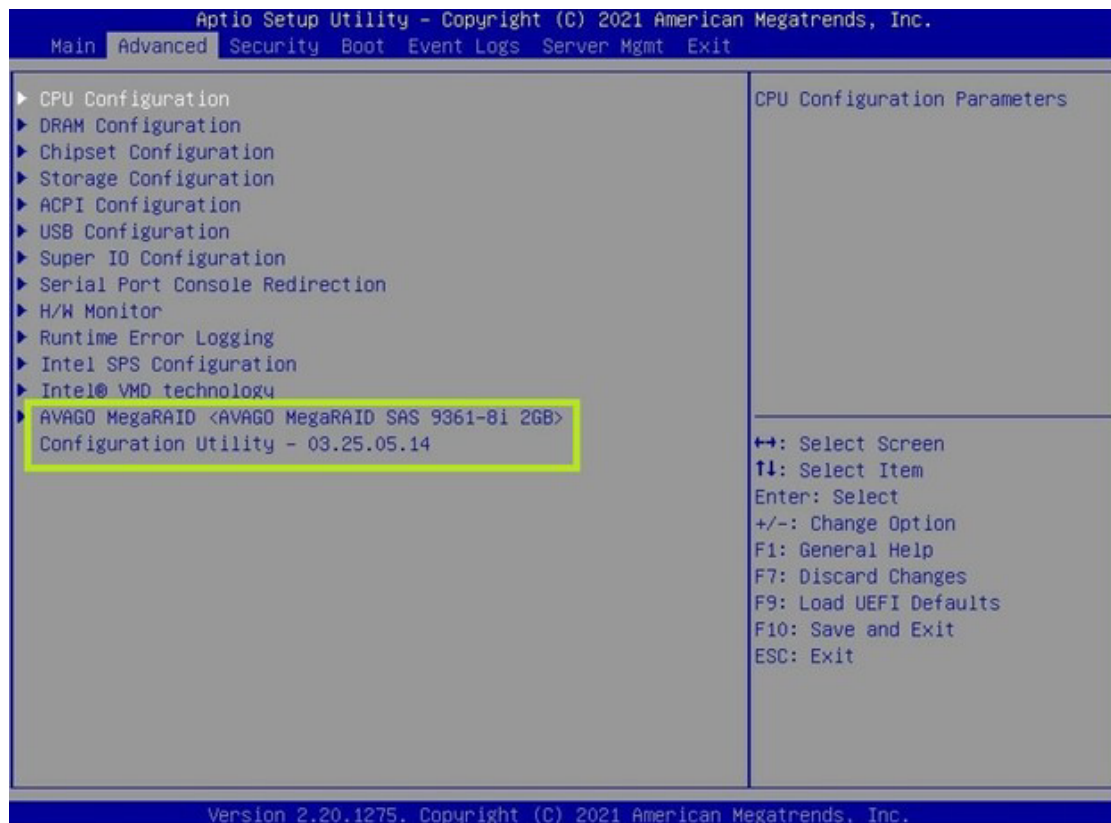 Aptio Setup Utility – Copyright (C) 2021 American Megatrends, Inc.
Main Advanced Security Boot Event Logs Server Mgmt Exit
CPU Configuration
DRAM Configuration
Chipset Configuration
Storage Configuration
ACPI Configuration
USB Configuration
Super IO Configuration
Serial Port Console Redirection
H/W Monitor
Runtime Error Logging
Intel SPS Configuration
Intel® VMD technology
AVAGO MegaRAID <AVAGO MegaRAID SAS 9361-8i 2GB>
Configuration Utility – 03.25.05.14
CPU Configuration Parameters
↔: Select Screen
↑↓: Select Item
Enter: Select
+/-: Change Option
F1: General Help
F7: Discard Changes
F9: Load UEFI Defaults
F10: Save and Exit
ESC: Exit
Version 2.20.1275. Copyright (C) 2021 American Megatrends, Inc.